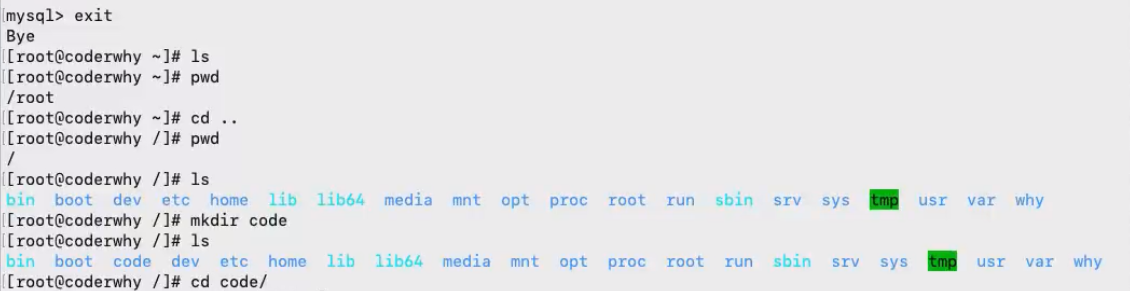 [mysql> exit
Bye
[[root@coderwhy ~]# ls
[[root@coderwhy ~]# pwd
/root
[[root@coderwhy ~]# cd ..
[[root@coderwhy /]# pwd
/
[[root@coderwhy /]# ls
bin boot dev etc home lib lib64 media mnt opt proc root run sbin srv sys tmp usr var why
[[root@coderwhy /]# mkdir code
[[root@coderwhy /]# ls
bin boot code dev etc home lib lib64 media mnt opt proc root run sbin srv sys tmp usr var why
[[root@coderwhy /]# cd code/